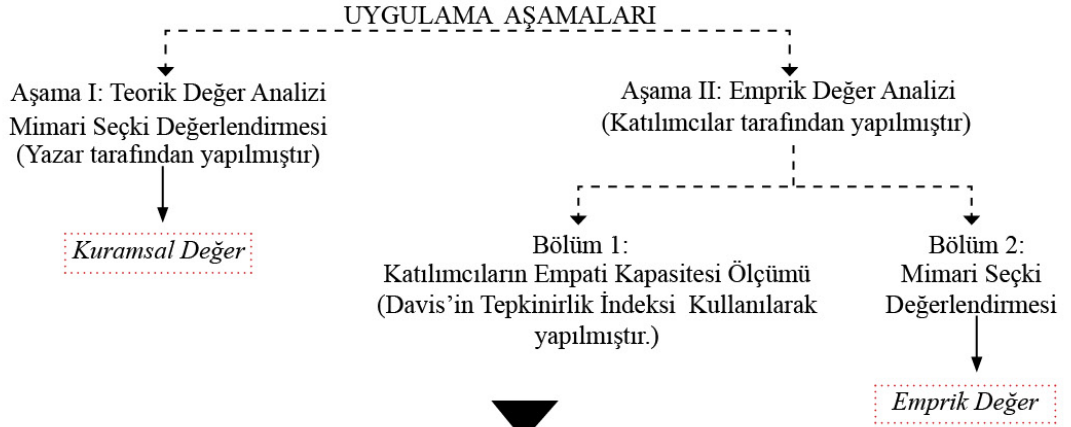 UYGULAMA AŞAMALARI
Aşama I: Teorik Değer Analizi
Mimari Seçki Değerlendirmesi
(Yazar tarafından yapılmıştır)
Kuramsal Değer
Aşama II: Emprik Değer Analizi
(Katılımcılar tarafından yapılmıştır)
Bölüm 1:
Katılımcıların Empati Kapasitesi Ölçümü
(Davis’in Tepkinirlik İndeksi Kullanılarak
yapılmıştır.)
Bölüm 2:
Mimari Seçki
Değerlendirmesi
Emprik Değer